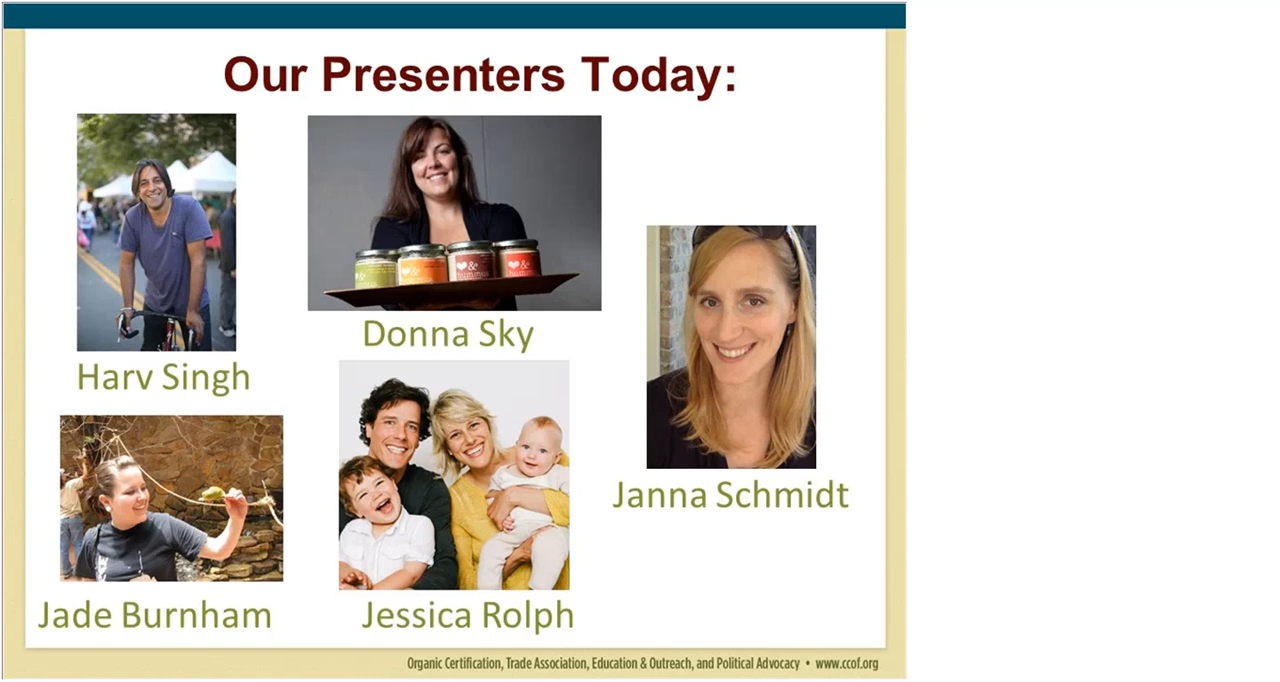 Our Presenters Today:
Donna Sky
Harv Singh
Janna Schmidt
Jade Burnham
Jessica Rolph
Organic Certification, Trade Association, Education & Outreach, and Political Advocacy • www.ccof.org